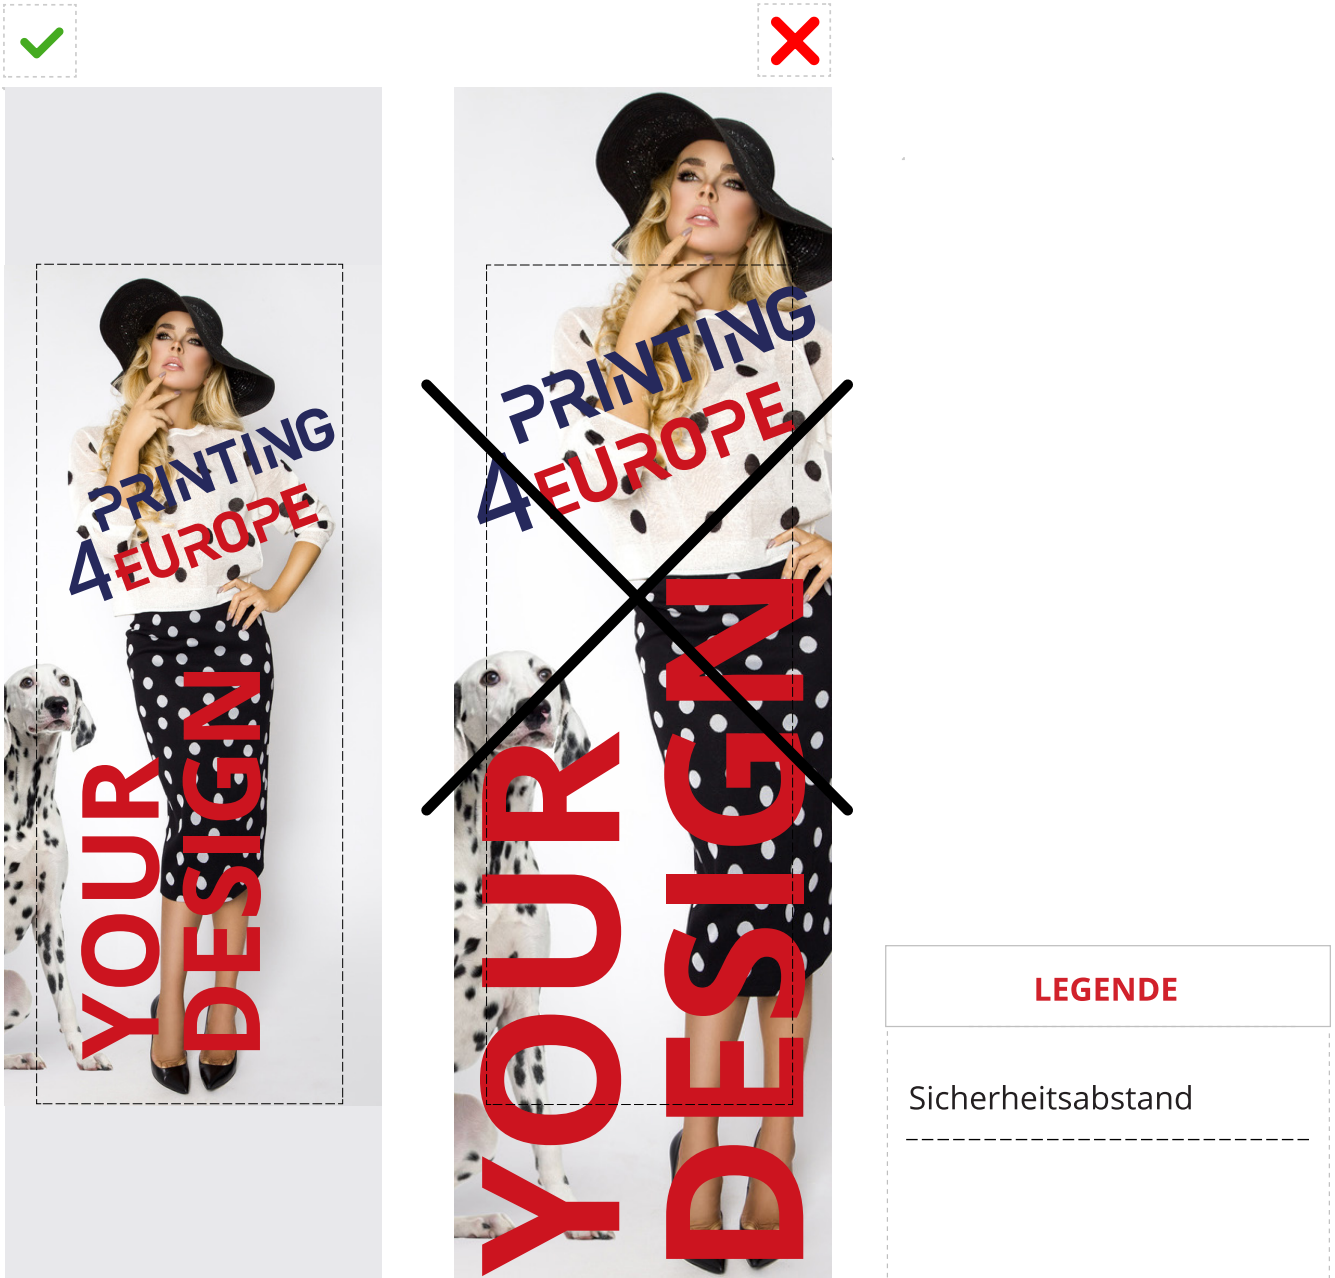 PRINTING
4EUROPE
YOUR
DESIGN
PRINTING
4EUROPE
YOUR
DESIGN
LEGENDE
Sicherheitsabstand